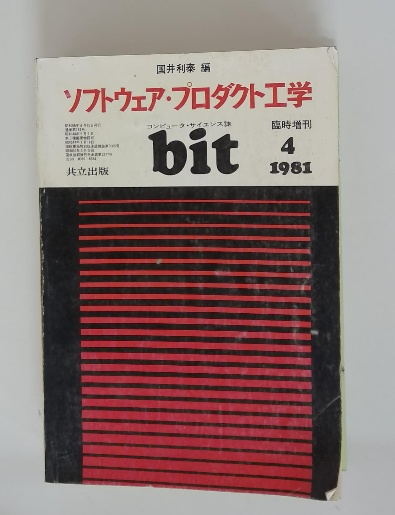 国井利泰 編
ソフトウェア・プロダクト工学
コンピュータ・サイエンス誌
臨時増刊
bit
4
1981
共立出版